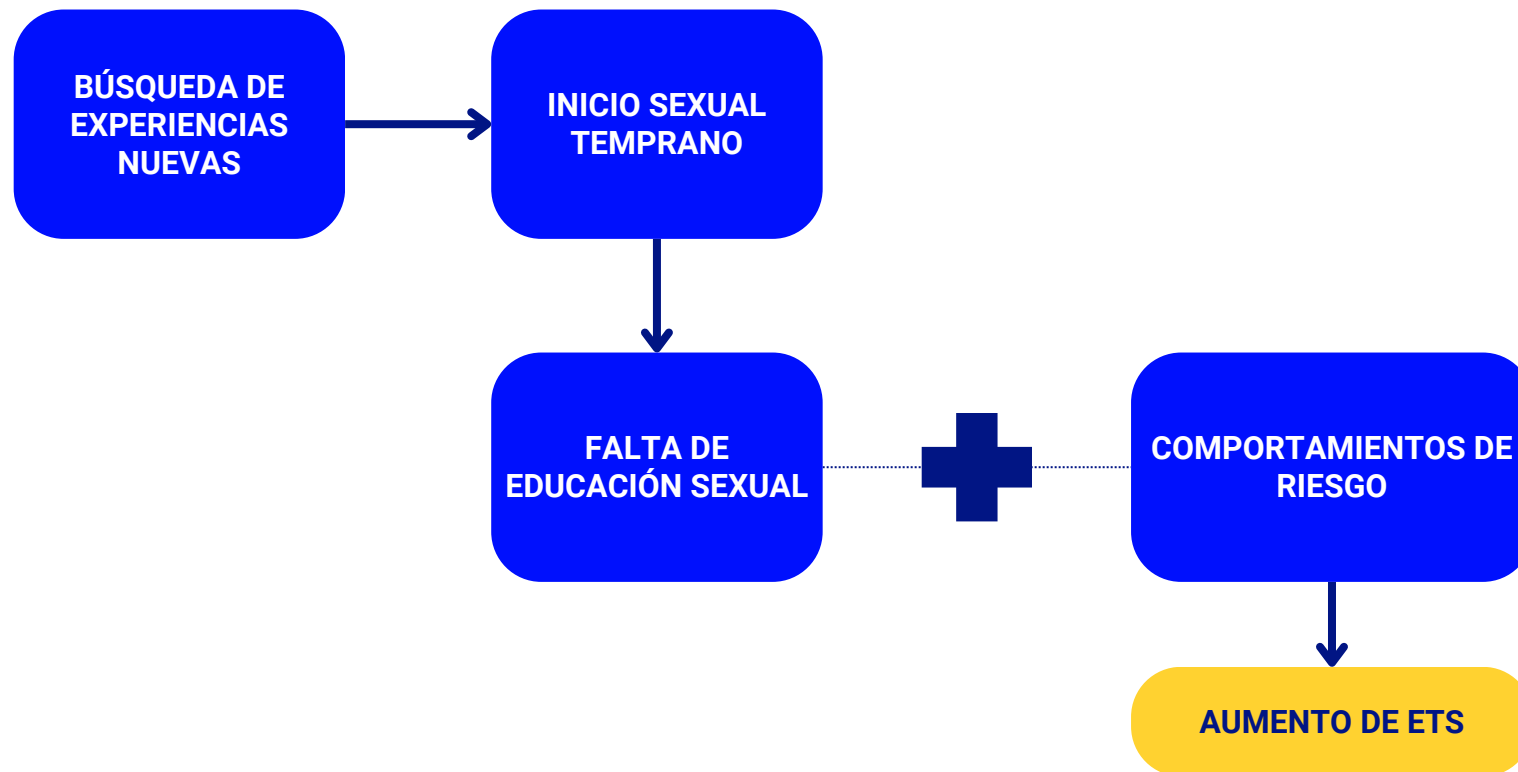 BÚSQUEDA DE
EXPERIENCIAS
NUEVAS
INICIO SEXUAL
TEMPRANO
FALTA DE
EDUCACIÓN SEXUAL
COMPORTAMIENTOS DE
RIESGO
AUMENTO DE ETS